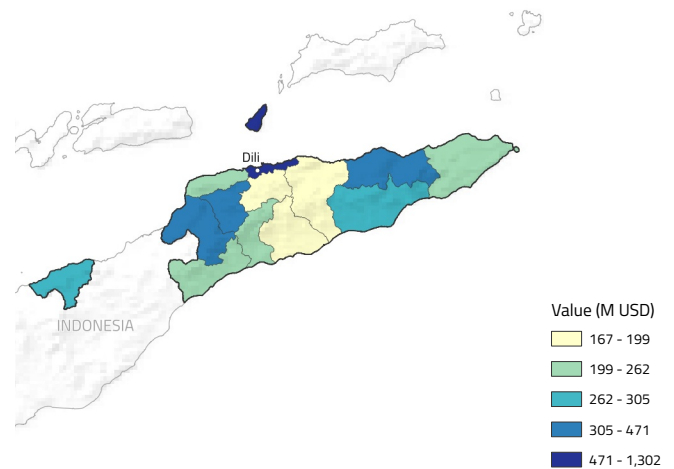 Dili
INDONESIA
Value (M USD)
167 - 199
199 - 262
262 - 305
305 - 471
471 - 1,302